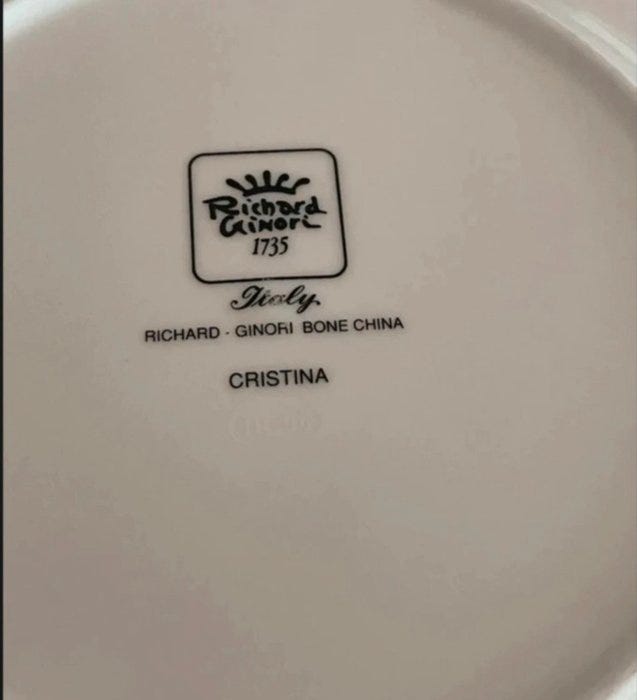 Richard
Ginori
1735
Italy
RICHARD - GINORI BONE CHINA
CRISTINA